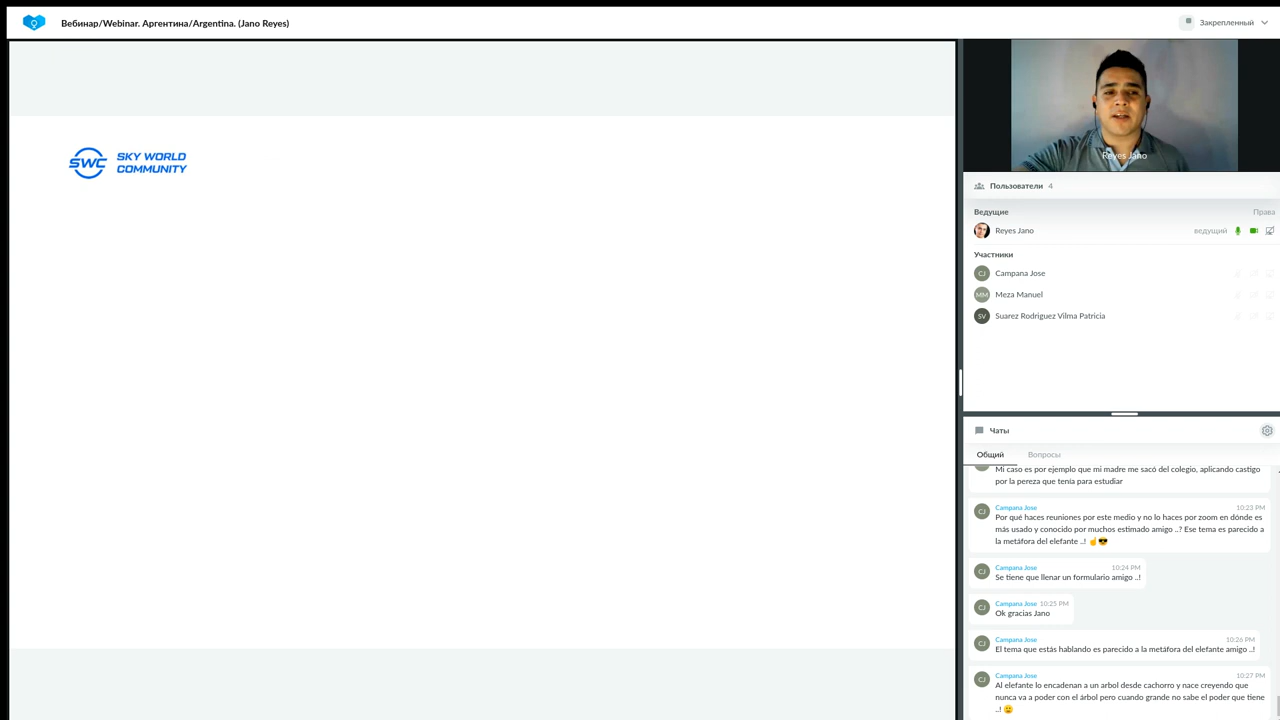 Вебинар/Webinar. Аргентина/Argentina. (Jano Reyes)
Закрепленный
SWC SKY WORLD
COMMUNITY
Reyes Jano
Пользователи 4
Ведущие Права
Reyes Jano ведущий
Участники
CJ Campana Jose
MM Meza Manuel
SV Suarez Rodriguez Vilma Patricia
Чаты
Общий Вопросы
Mi caso es por ejemplo que mi madre me sacó del colegio, aplicando castigo
por la pereza que tenía para estudiar
CJ Campana Jose 10:23 PM
Por qué haces reuniones por este medio y no lo haces por zoom en dónde es
más usado y conocido por muchos estimado amigo ..? Ese tema es parecido a
la metáfora del elefante ..! ☝😎
CJ Campana Jose 10:24 PM
Se tiene que llenar un formulario amigo ..!
CJ Campana Jose 10:25 PM
Ok gracias Jano
CJ Campana Jose 10:26 PM
El tema que estás hablando es parecido a la metáfora del elefante amigo ..!
CJ Campana Jose 10:27 PM
Al elefante lo encadenan a un arbol desde cachorro y nace creyendo que
nunca va a poder con el árbol pero cuando grande no sabe el poder que tiene
..!